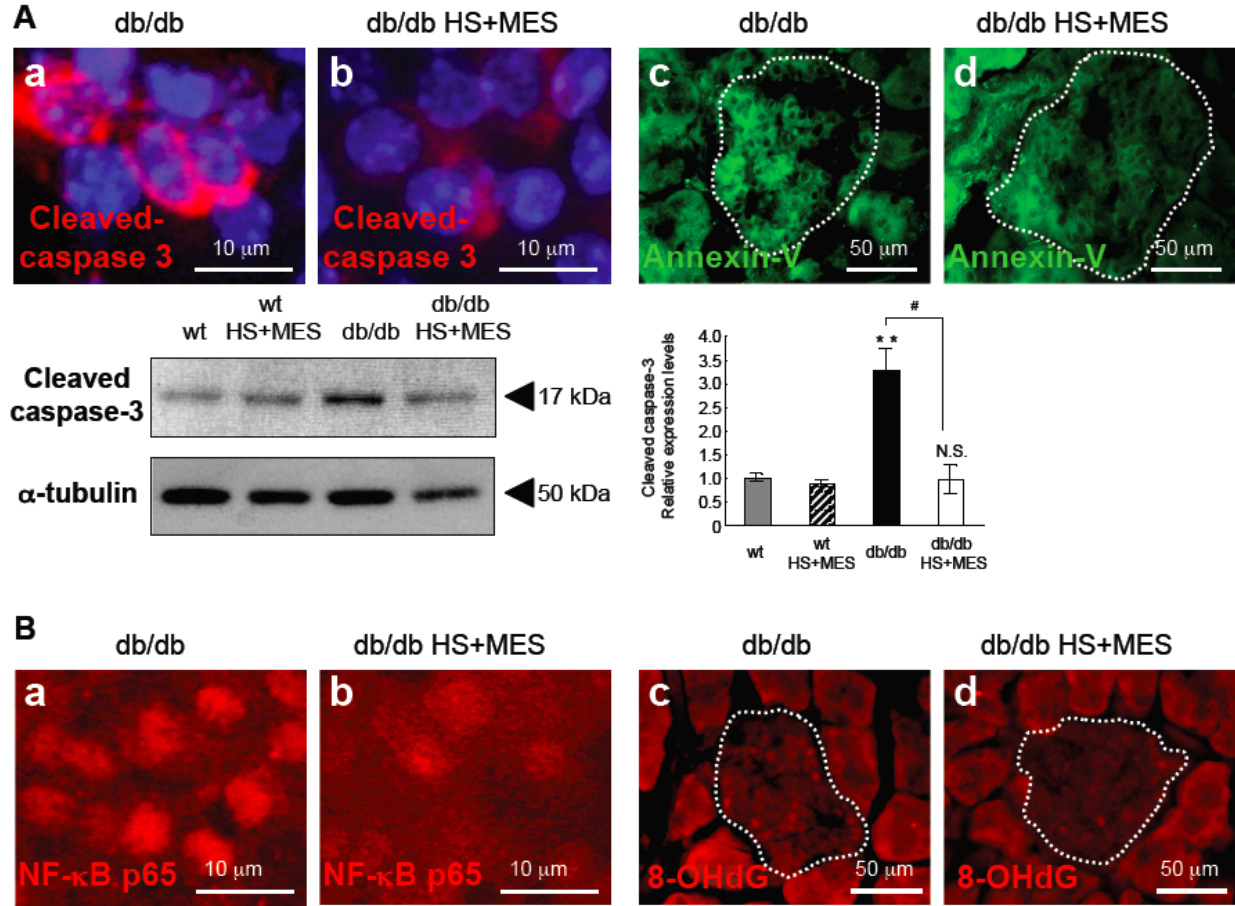 A
db/db
db/db HS+MES
db/db
db/db HS+MES
a
b
c
d
Cleaved-
caspase 3
10 μm
Cleaved-
caspase 3
10 μm
Annexin-V
50 μm
Annexin-V
50 μm
wt
wt
HS+MES
db/db
db/db
HS+MES
Cleaved
caspase-3
17 kDa
α-tubulin
50 kDa
Cleaved caspase-3
Relative expression levels
4.0
3.5
3.0
2.5
2.0
1.5
1.0
0.5
0
**
#
N.S.
wt
wt
HS+MES
db/db
db/db
HS+MES
B
db/db
db/db HS+MES
db/db
db/db HS+MES
a
b
c
d
NF-κB p65
10 μm
NF-κB p65
10 μm
8-OHdG
50 μm
8-OHdG
50 μm